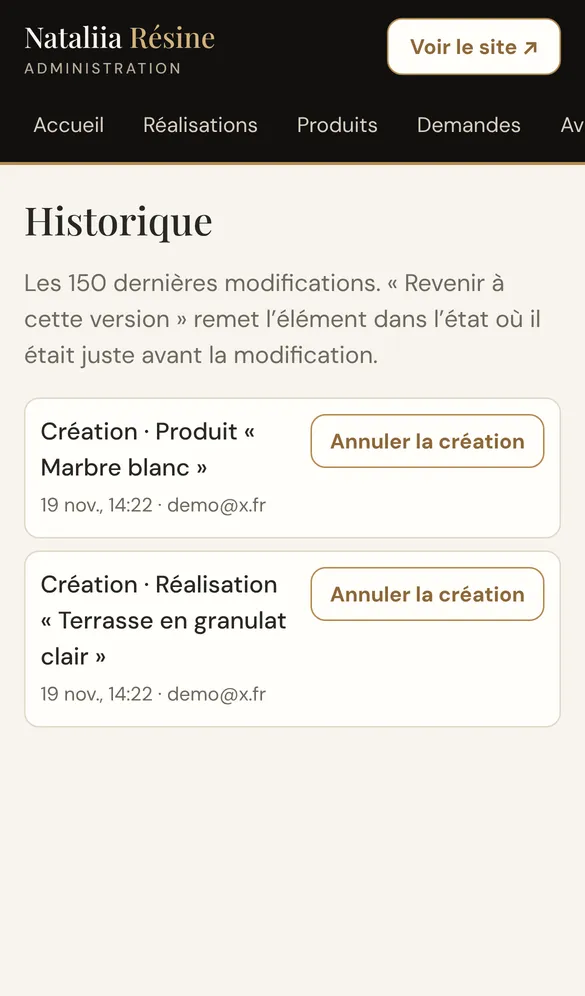 Nataliia Résine
ADMINISTRATION
Voir le site ↗
Accueil Réalisations Produits Demandes Av
Historique
Les 150 dernières modifications. « Revenir à
cette version » remet l’élément dans l’état où il
était juste avant la modification.
Création · Produit «
Marbre blanc »
19 nov., 14:22 · demo@x.fr
Annuler la création
Création · Réalisation
« Terrasse en granulat
clair »
19 nov., 14:22 · demo@x.fr
Annuler la création